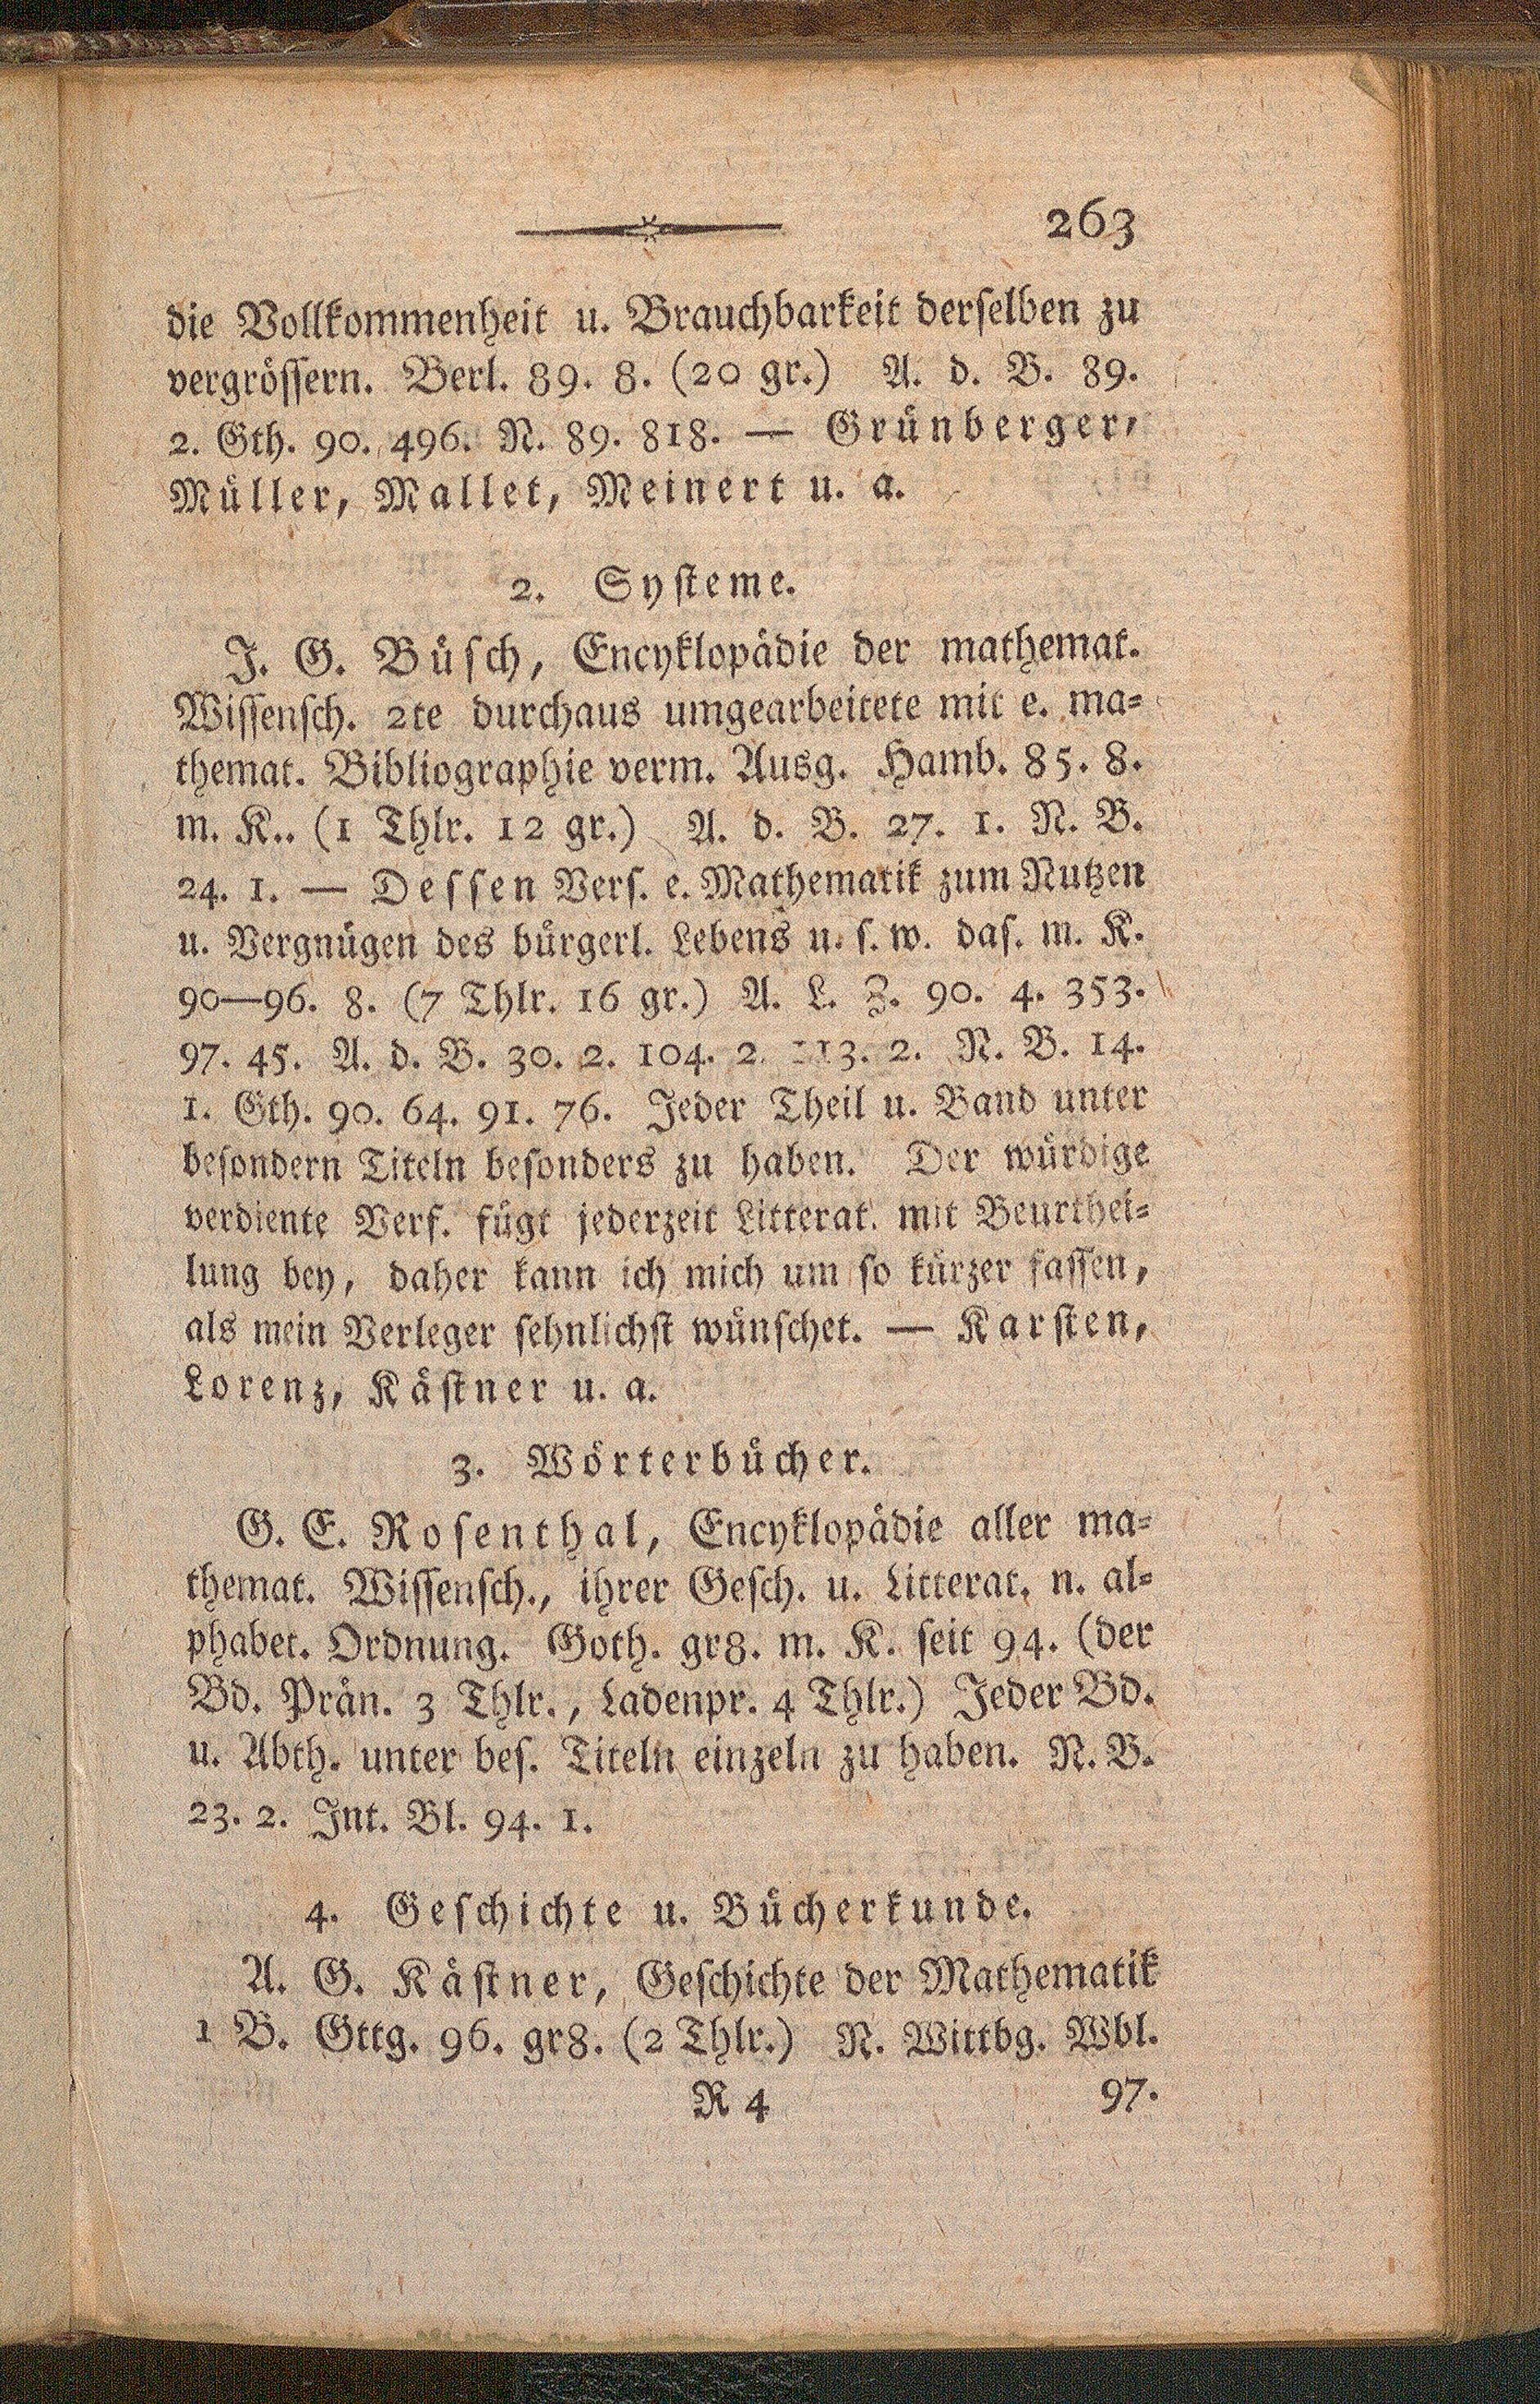 263
die Vollkommenheit u. Brauchbarkeit derselben zu
vergrössern. Berl. 89. 8. (20 gr.) A. d. B. 89.
2. Gth. 90. 496. N. 89. 818. — Grünberger,
Müller, Mallet, Meinert u. a.
2. Systeme.
J. G. Büsch, Encyklopädie der mathemat.
Wissensch. 2te durchaus umgearbeitete mit e. ma-
themat. Bibliographie verm. Ausg. Hamb. 85. 8.
m. K.. (1 Thlr. 12 gr.) A. d. B. 27. 1. N. B.
24. 1. — Dessen Vers. e. Mathematik zum Nutzen
u. Vergnügen des bürgerl. Lebens u. s. w. das. m. K.
90—96. 8. (7 Thlr. 16 gr.) A. L. Z. 90. 4. 353.
97. 45. A. d. B. 30. 2. 104. 2. 113. 2. N. B. 14.
1. Gth. 90. 64. 91. 76. Jeder Theil u. Band unter
besondern Titeln besonders zu haben. Der würdige
verdiente Verf. fügt jederzeit Litterat. mit Beurthei-
lung bey, daher kann ich mich um so kürzer fassen,
als mein Verleger sehnlichst wünschet. — Karsten,
Lorenz, Kästner u. a.
3. Wörterbücher.
G. E. Rosenthal, Encyklopädie aller ma-
themat. Wissensch., ihrer Gesch. u. Litterat. n. al-
phabet. Ordnung. Goth. gr8. m. K. seit 94. (der
Bd. Prän. 3 Thlr., Ladenpr. 4 Thlr.) Jeder Bd.
u. Abth. unter bes. Titeln einzeln zu haben. N. B.
23. 2. Int. Bl. 94. 1.
4. Geschichte u. Bücherkunde.
A. G. Kästner, Geschichte der Mathematik
1 B. Gttg. 96. gr8. (2 Thlr.) N. Wittbg. Wbl.
R 4 97.